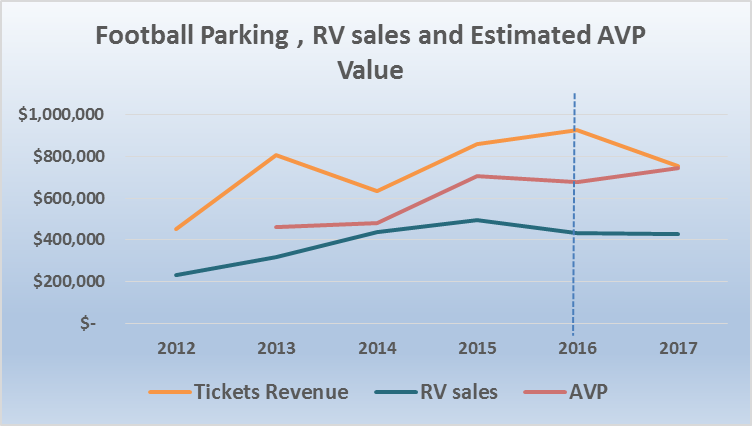 Football Parking , RV sales and Estimated AVP
Value
$1,000,000
$800,000
$600,000
$400,000
$200,000
$-
2012 2013 2014 2015 2016 2017
Tickets Revenue RV sales AVP